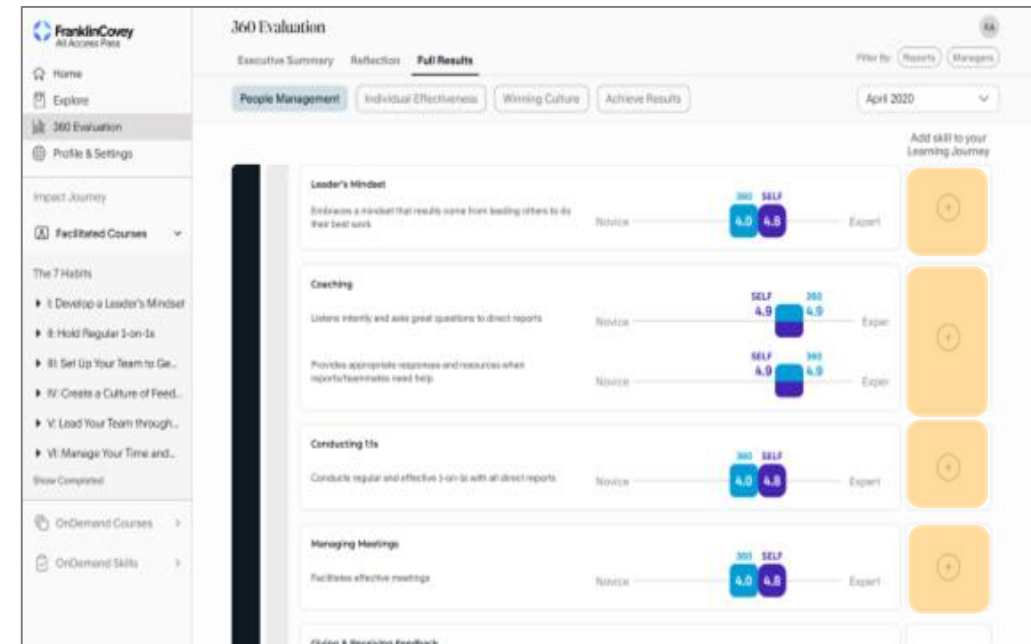 FranklinCovey
All Access Pass
Home
Explore
360 Evaluation
Profile & Settings
Impact Journey
Facilitated Courses
The 7 Habits
I: Develop a Leader's Mindset
II: Hold Regular 1-on-1s
III: Set Up Your Team to Ge...
IV: Create a Culture of Feed...
V: Lead Your Team through...
VI: Manage Your Time and...
Show Completed
OnDemand Courses
OnDemand Skills
360 Evaluation
RA
Executive Summary Reflection Full Results
Filter By: Reports Managers
People Management Individual Effectiveness Winning Culture Achieve Results
April 2020
Add skill to your
Learning Journey
Leader's Mindset
Embraces a mindset that results come from leading others to do
their best work
360 SELF
Novice 4.0 4.8 Expert
Coaching
Listens intently and asks great questions to direct reports
SELF 360
4.9 4.9
Novice Exper
Provides appropriate responses and resources when
reports/teammates need help
SELF 360
4.9 4.9
Novice Exper
Conducting 1:1s
Conducts regular and effective 1-on-1s with all direct reports
360 SELF
Novice 4.0 4.8 Expert
Managing Meetings
Facilitates effective meetings
360 SELF
Novice 4.0 4.8 Expert
Giving & Receiving Feedback